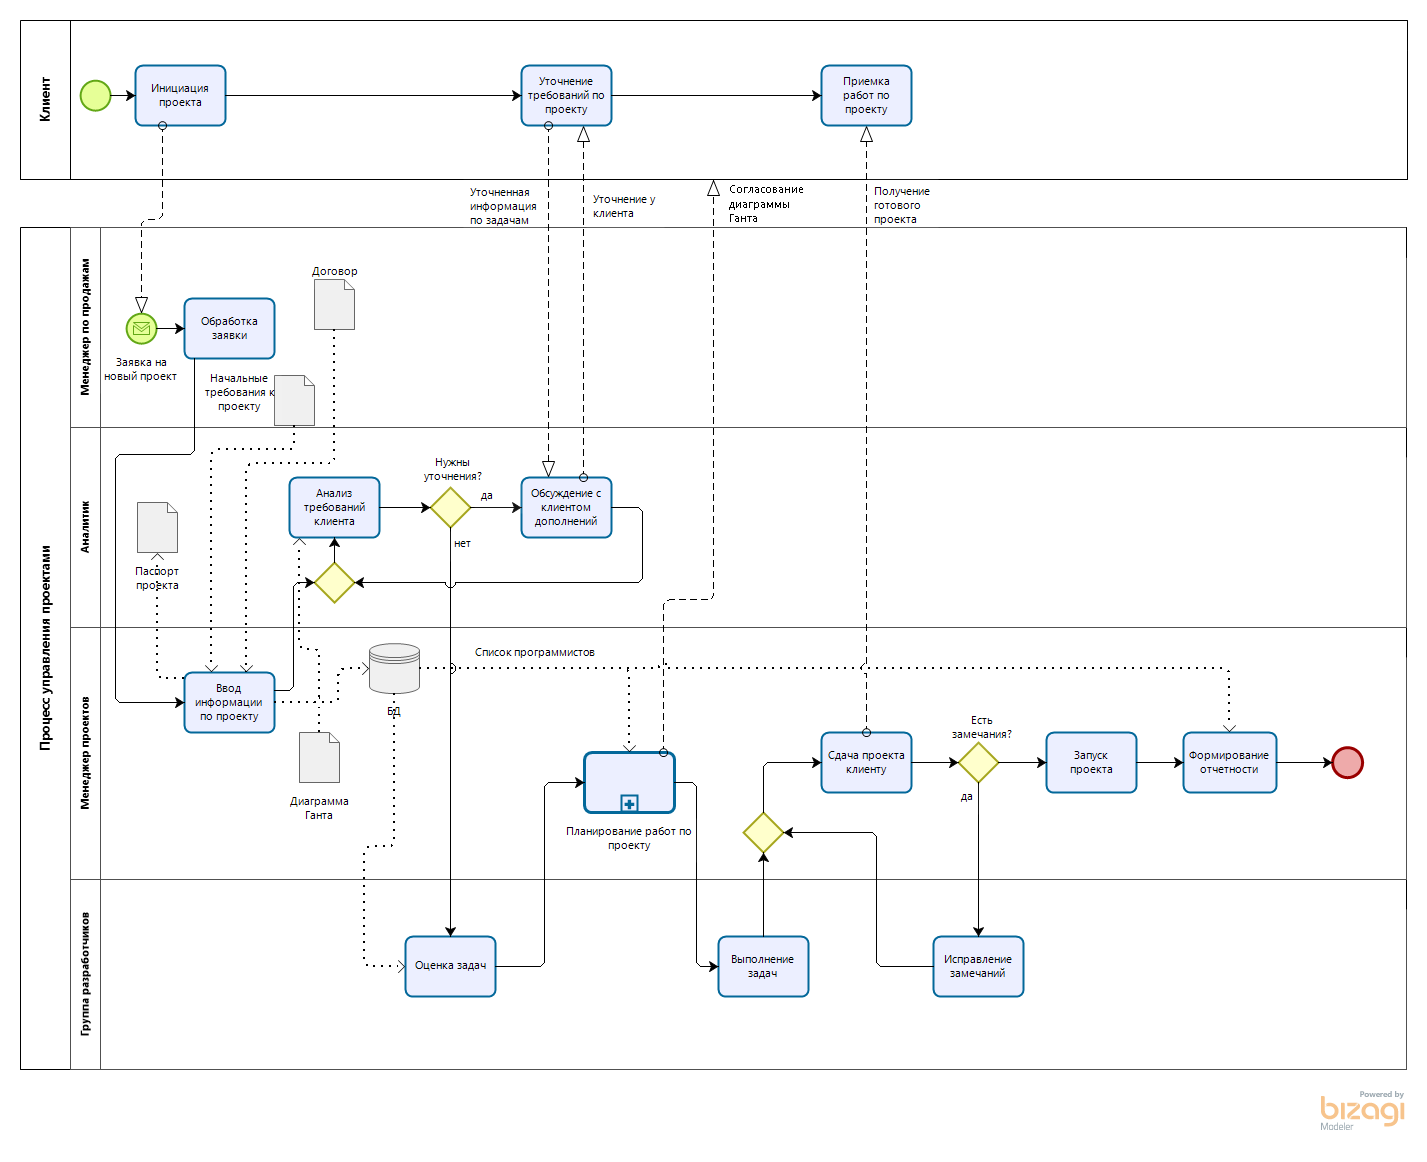 Клиент
Инициация
проекта
Уточнение
требований по
проекту
Приемка
работ по
проекту
Уточненная
информация
по задачам
Уточнение у
клиента
Согласование
диаграммы
Ганта
Получение
готового
проекта
Процесс управления проектами
Менеджер по продажам
Договор
Обработка
заявки
Заявка на
новый проект
Начальные
требования к
проекту
Аналитик
Нужны
уточнения?
да
нет
Анализ
требований
клиента
Обсуждение с
клиентом
дополнений
Паспорт
проекта
Менеджер проектов
Список программистов
Ввод
информации
по проекту
БД
Диаграмма
Ганта
Планирование работ по
проекту
Сдача проекта
клиенту
Есть
замечания?
да
Запуск
проекта
Формирование
отчетности
Группа разработчиков
Оценка задач
Выполнение
задач
Исправление
замечаний
Powered by
bizagi
Modeler